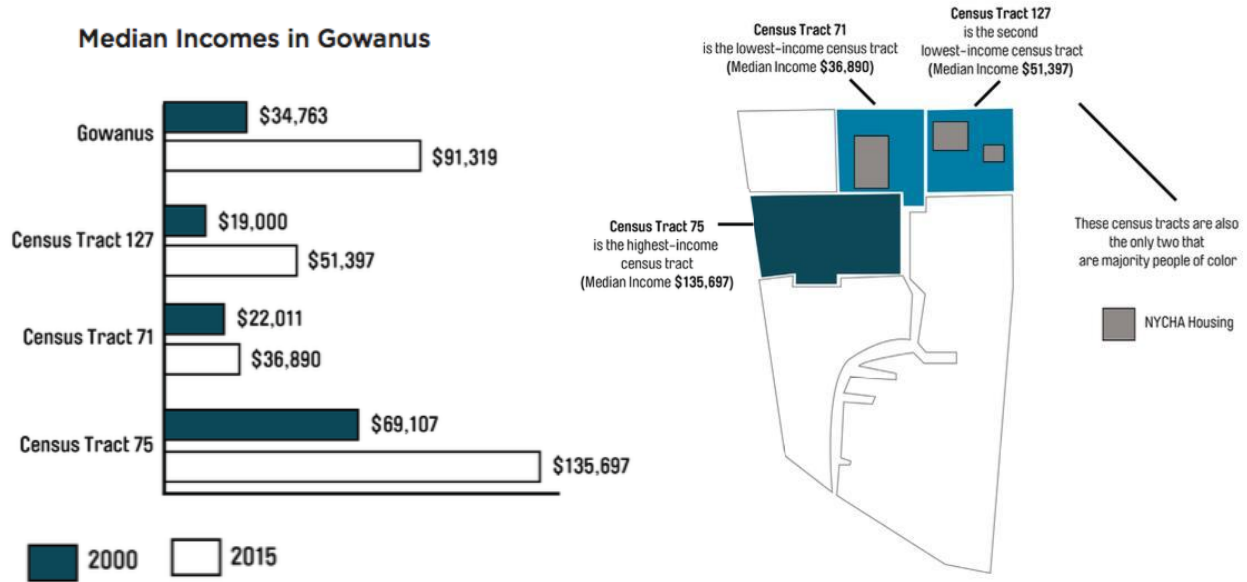 Median Incomes in Gowanus
Gowanus
$34,763
$91,319
Census Tract 127
$19,000
$51,397
Census Tract 71
$22,011
$36,890
Census Tract 75
$69,107
$135,697
2000
2015
Census Tract 71
is the lowest-income census tract
(Median Income $36,890)
Census Tract 127
is the second
lowest-income census tract
(Median Income $51,397)
Census Tract 75
is the highest-income
census tract
(Median Income $135,697)
These census tracts are also
the only two that
are majority people of color
NYCHA Housing